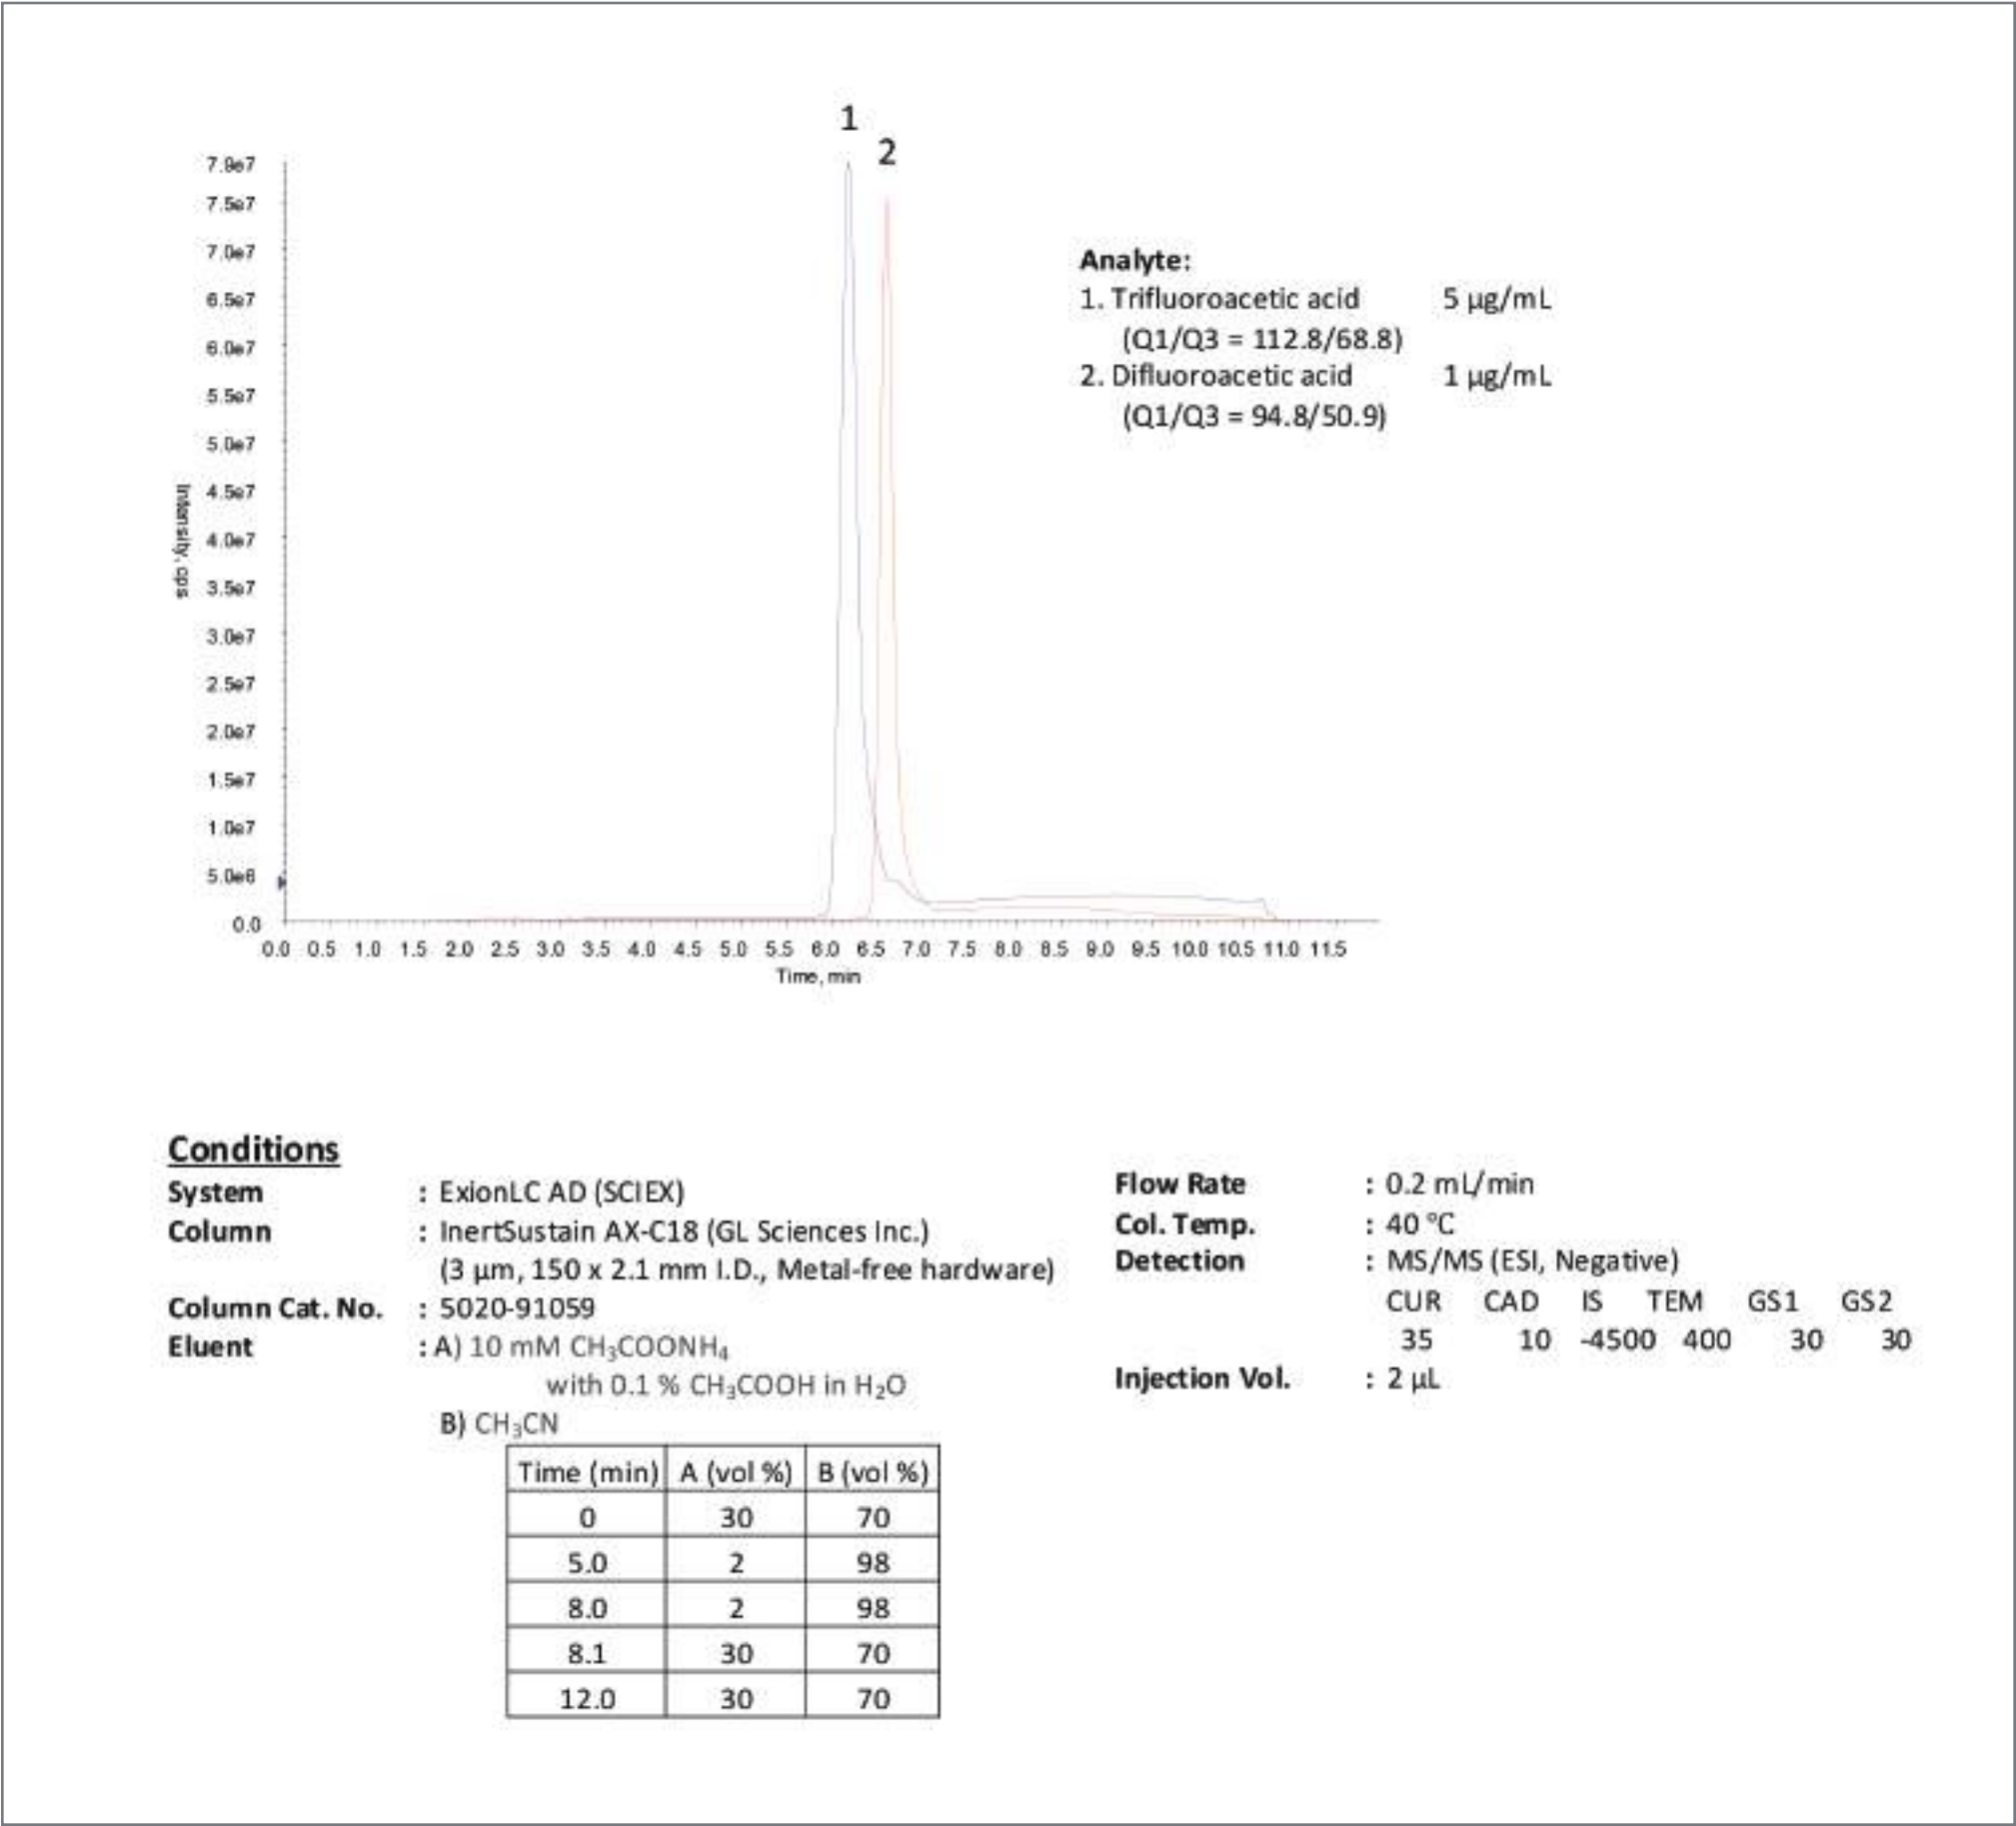 1
2
7.9e7
7.5e7
7.0e7
6.5e7
6.0e7
5.5e7
5.0e7
4.5e7
4.0e7
3.5e7
3.0e7
2.5e7
2.0e7
1.5e7
1.0e7
5.0e6
0.0
Intensity, cps
0.0 0.5 1.0 1.5 2.0 2.5 3.0 3.5 4.0 4.5 5.0 5.5 6.0 6.5 7.0 7.5 8.0 8.5 9.0 9.5 10.0 10.5 11.0 11.5
Time, min
Analyte:
1. Trifluoroacetic acid 5 µg/mL
(Q1/Q3 = 112.8/68.8)
2. Difluoroacetic acid 1 µg/mL
(Q1/Q3 = 94.8/50.9)
Conditions
System : ExionLC AD (SCIEX)
Column : InertSustain AX-C18 (GL Sciences Inc.)
(3 µm, 150 x 2.1 mm I.D., Metal-free hardware)
Column Cat. No. : 5020-91059
Eluent : A) 10 mM CH₃COONH₄
with 0.1 % CH₃COOH in H₂O
B) CH₃CN
Time (min) A (vol %) B (vol %)
0 30 70
5.0 2 98
8.0 2 98
8.1 30 70
12.0 30 70
Flow Rate : 0.2 mL/min
Col. Temp. : 40 °C
Detection : MS/MS (ESI, Negative)
CUR CAD IS TEM GS1 GS2
35 10 -4500 400 30 30
Injection Vol. : 2 µL